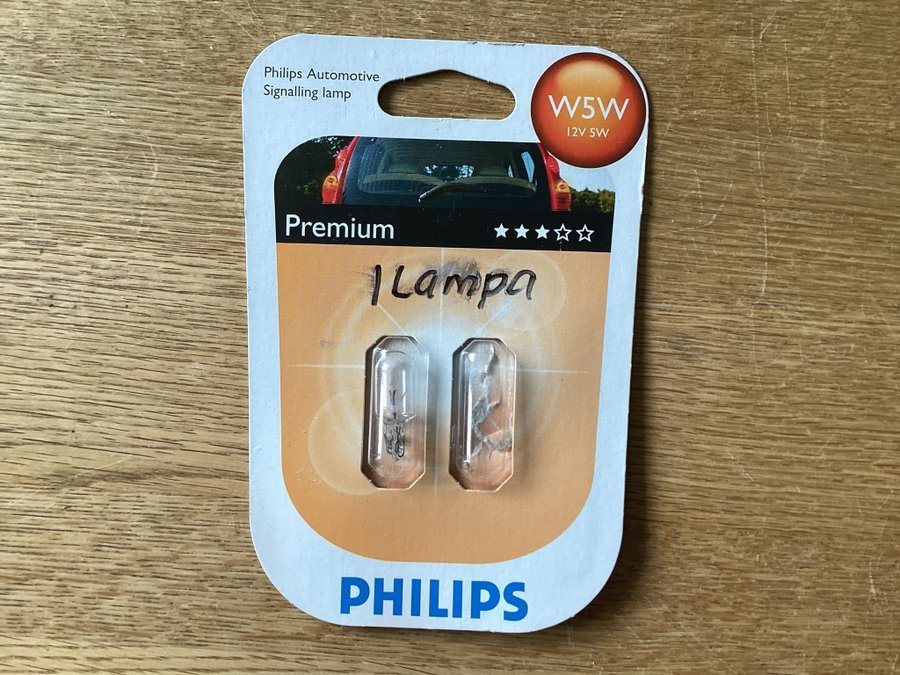 Philips Automotive
Signalling lamp
W5W
12V 5W
Premium
1 Lampa
PHILIPS